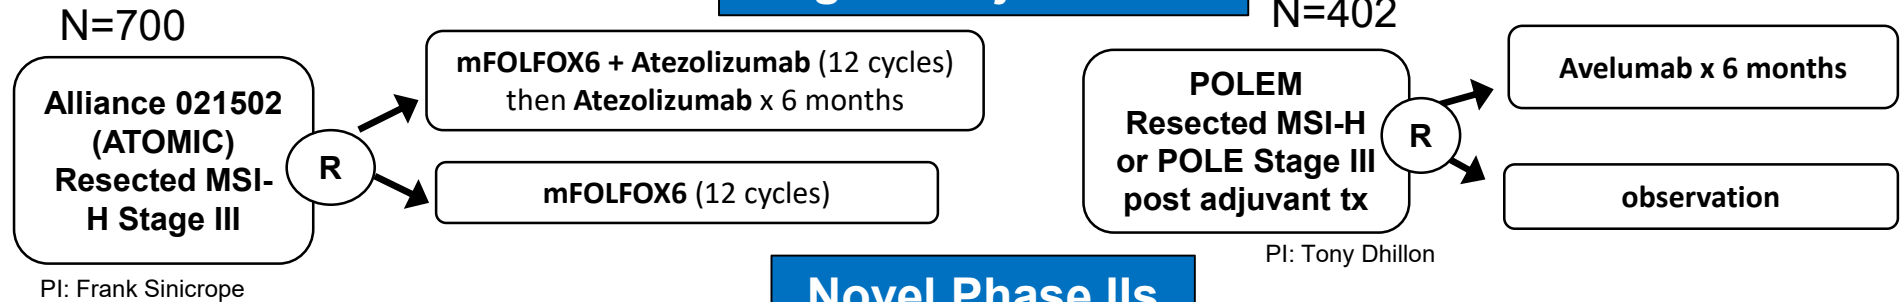 N=700
Alliance 021502
(ATOMIC)
Resected MSI-
H Stage III
R
mFOLFOX6 + Atezolizumab (12 cycles)
then Atezolizumab x 6 months
mFOLFOX6 (12 cycles)
PI: Frank Sinicrope
N=402
POLEM
Resected MSI-H
or POLE Stage III
post adjuvant tx
R
Avelumab x 6 months
observation
PI: Tony Dhillon
Novel Phase IIs